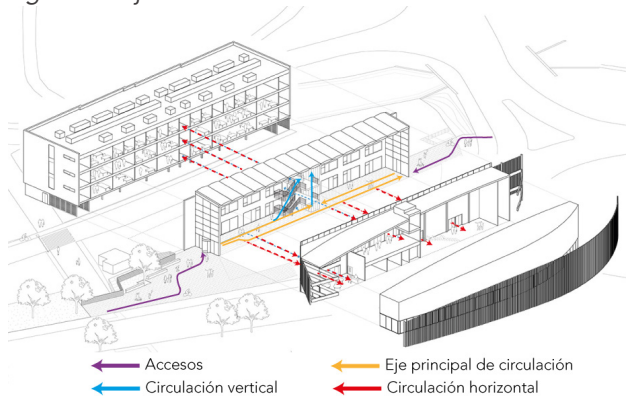 Accesos
Eje principal de circulación
Circulación vertical
Circulación horizontal